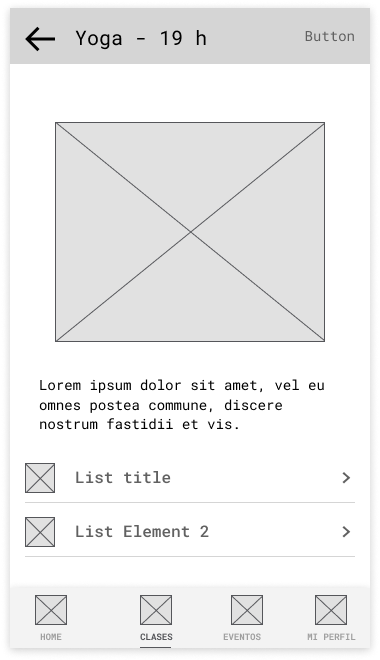 Yoga - 19 h
Button
Lorem ipsum dolor sit amet, vel eu
omnes postea commune, discere
nostrum fastidii et vis.
List title
List Element 2
HOME
CLASES
EVENTOS
MI PERFIL